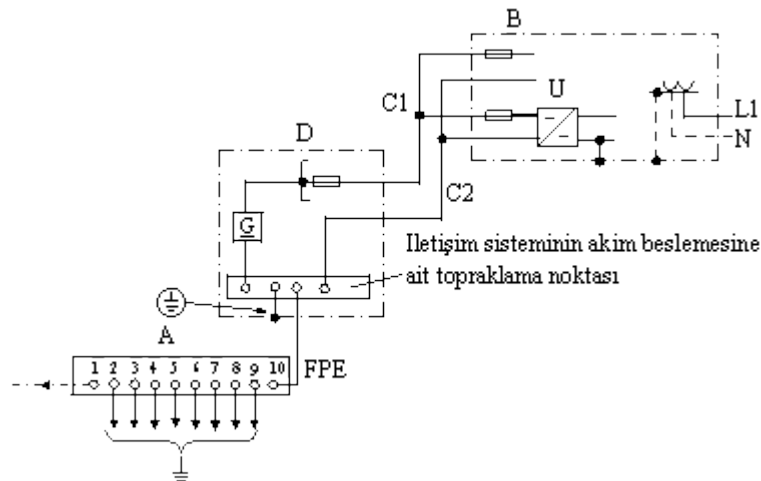 B
U
C1
L1
N
D
C2
G
Iletişim sisteminin akim beslemesine
ait topraklama noktası
A
1 2 3 4 5 6 7 8 9 10
FPE